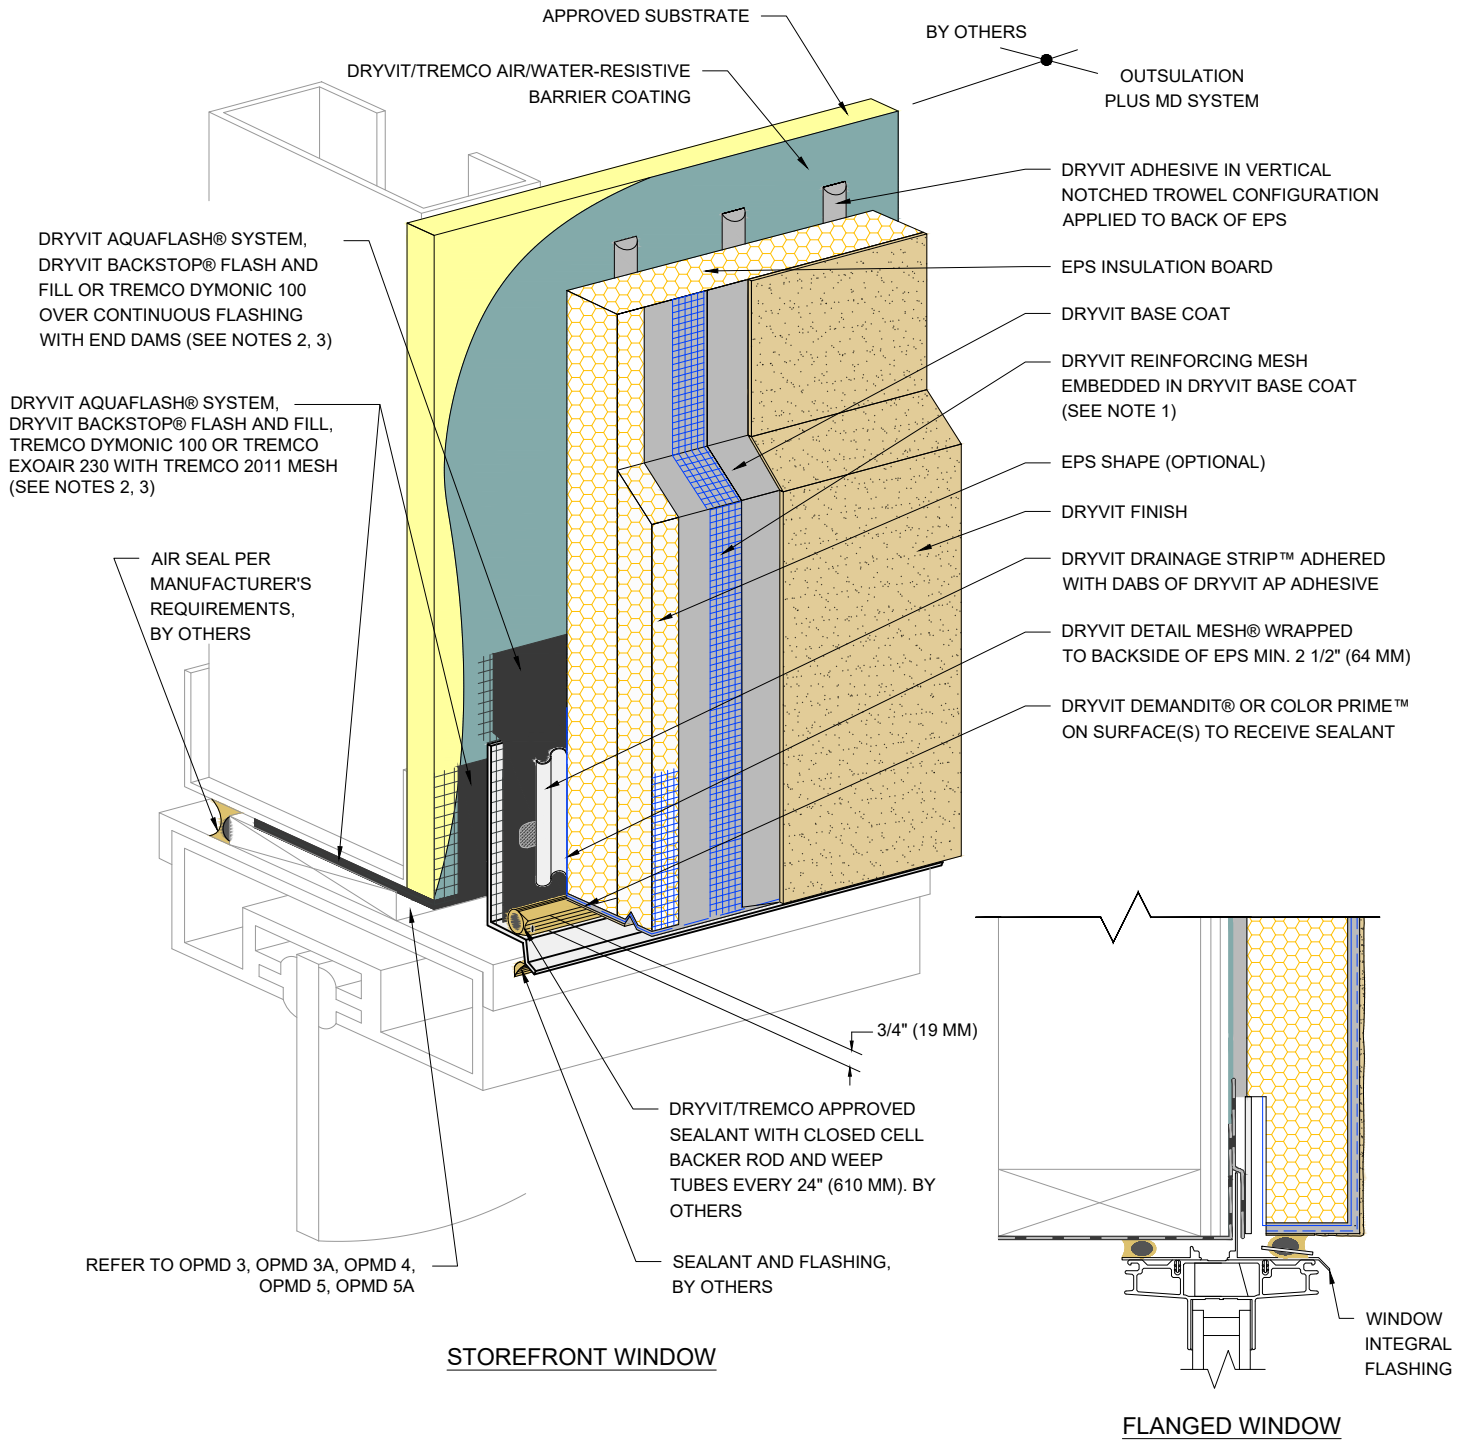 APPROVED SUBSTRATE
BY OTHERS
DRYVIT/TREMCO AIR/WATER-RESISTIVE
BARRIER COATING
OUTSULATION
PLUS MD SYSTEM
DRYVIT ADHESIVE IN VERTICAL
NOTCHED TROWEL CONFIGURATION
APPLIED TO BACK OF EPS
DRYVIT AQUAFLASH® SYSTEM,
DRYVIT BACKSTOP® FLASH AND
FILL OR TREMCO DYMONIC 100
OVER CONTINUOUS FLASHING
WITH END DAMS (SEE NOTES 2, 3)
EPS INSULATION BOARD
DRYVIT BASE COAT
DRYVIT REINFORCING MESH
EMBEDDED IN DRYVIT BASE COAT
(SEE NOTE 1)
DRYVIT AQUAFLASH® SYSTEM,
DRYVIT BACKSTOP® FLASH AND FILL,
TREMCO DYMONIC 100 OR TREMCO
EXOAIR 230 WITH TREMCO 2011 MESH
(SEE NOTES 2, 3)
EPS SHAPE (OPTIONAL)
DRYVIT FINISH
AIR SEAL PER
MANUFACTURER'S
REQUIREMENTS,
BY OTHERS
DRYVIT DRAINAGE STRIP™ ADHERED
WITH DABS OF DRYVIT AP ADHESIVE
DRYVIT DETAIL MESH® WRAPPED
TO BACKSIDE OF EPS MIN. 2 1/2" (64 MM)
DRYVIT DEMANDIT® OR COLOR PRIME™
ON SURFACE(S) TO RECEIVE SEALANT
3/4" (19 MM)
DRYVIT/TREMCO APPROVED
SEALANT WITH CLOSED CELL
BACKER ROD AND WEEP
TUBES EVERY 24" (610 MM). BY
OTHERS
REFER TO OPMD 3, OPMD 3A, OPMD 4,
OPMD 5, OPMD 5A
SEALANT AND FLASHING,
BY OTHERS
WINDOW
INTEGRAL
FLASHING
STOREFRONT WINDOW
FLANGED WINDOW